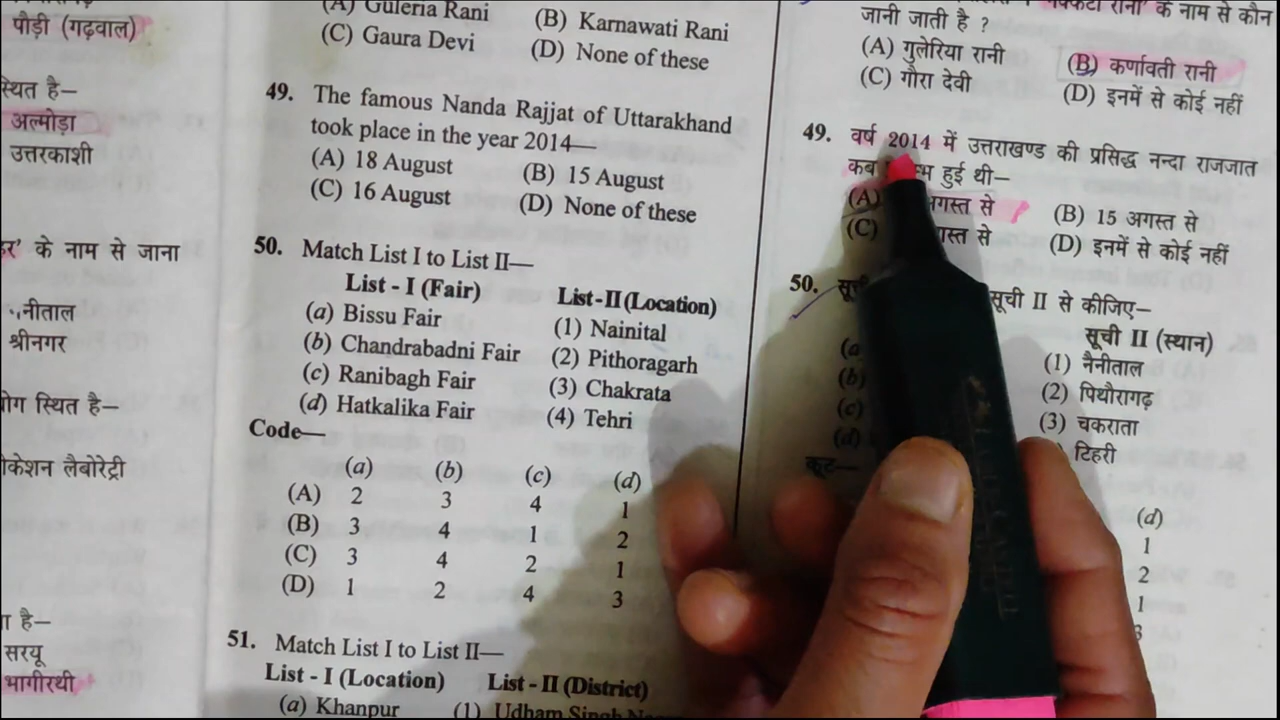 पौड़ी (गढ़वाल)
स्थित है–
अल्मोड़ा
उत्तरकाशी
के नाम से जाना
श्रीनगर
स्थित है–
लैबोरेट्री
है–
सरयू
भागीरथी
(A) Guleria Rani
(B) Karnawati Rani
(C) Gaura Devi
(D) None of these
49. The famous Nanda Rajjat of Uttarakhand
took place in the year 2014—
(A) 18 August
(B) 15 August
(C) 16 August
(D) None of these
50. Match List I to List II—
List - I (Fair)
List-II (Location)
(a) Bissu Fair
(1) Nainital
(b) Chandrabadni Fair
(2) Pithoragarh
(c) Ranibagh Fair
(3) Chakrata
(d) Hatkalika Fair
(4) Tehri
Code—
(a) (b) (c) (d)
(A) 2 3 4 1
(B) 3 4 1 2
(C) 3 4 2 1
(D) 1 2 4 3
51. Match List I to List II—
List - I (Location)
List - II (District)
(a) Khanpur
(1) Udham Singh
के नाम से कौन
जानी जाती है ?
(A) गुलेरिया रानी
(B) कर्णावती रानी
(C) गौरा देवी
(D) इनमें से कोई नहीं
49. वर्ष 2014 में उत्तराखण्ड की प्रसिद्ध नन्दा राजजात
कब हुई थी–
(A) से
(B) 15 अगस्त से
(C) से
(D) इनमें से कोई नहीं
50. सूची II से कीजिए–
सूची II (स्थान)
(a
(1) नैनीताल
(b)
(2) पिथौरागढ़
(c)
(3) चकराता
(d)
टिहरी
कूट–
(d)
1
2
1
3